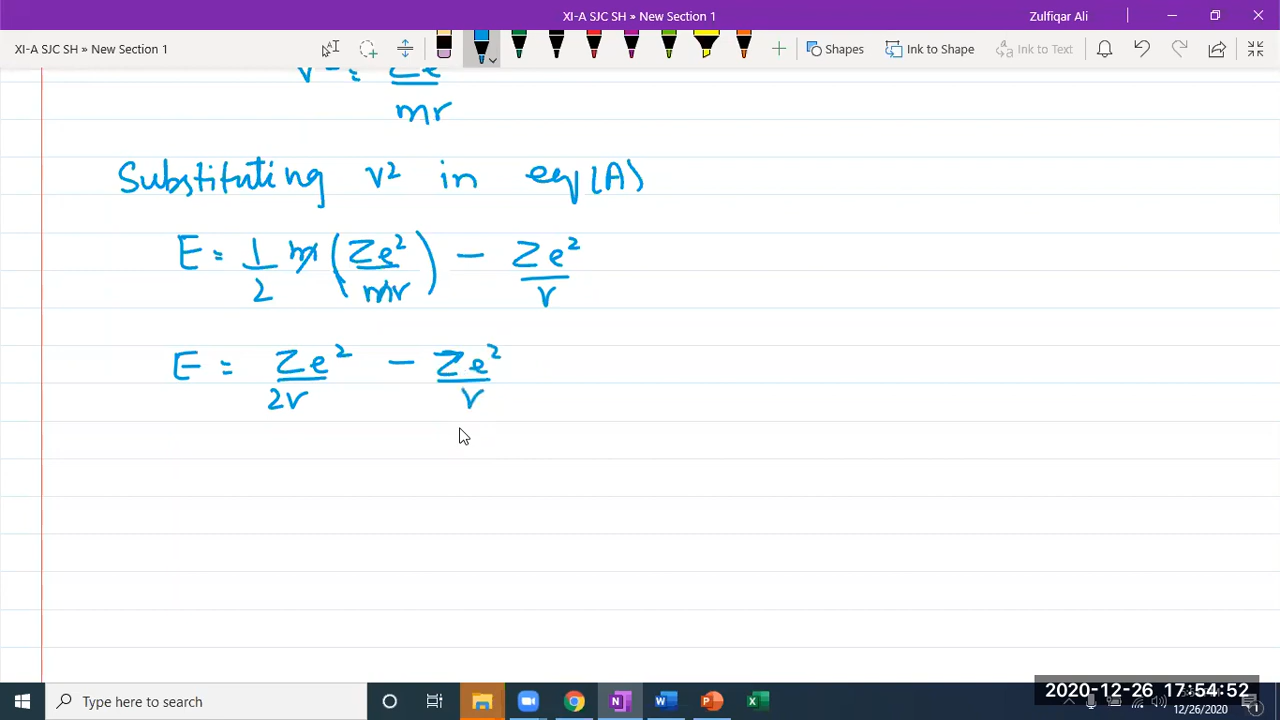 XI-A SJC SH » New Section 1
Zulfiqar Ali
XI-A SJC SH » New Section 1
Shapes
Ink to Shape
Ink to Text
v² = Ze²
mr
Substituting v² in eq(A)
E = 1/2 m (Ze²/mr) - Ze²/r
E = Ze²/2r - Ze²/r
Type here to search
2020-12-26 17:54:52
12/26/2020